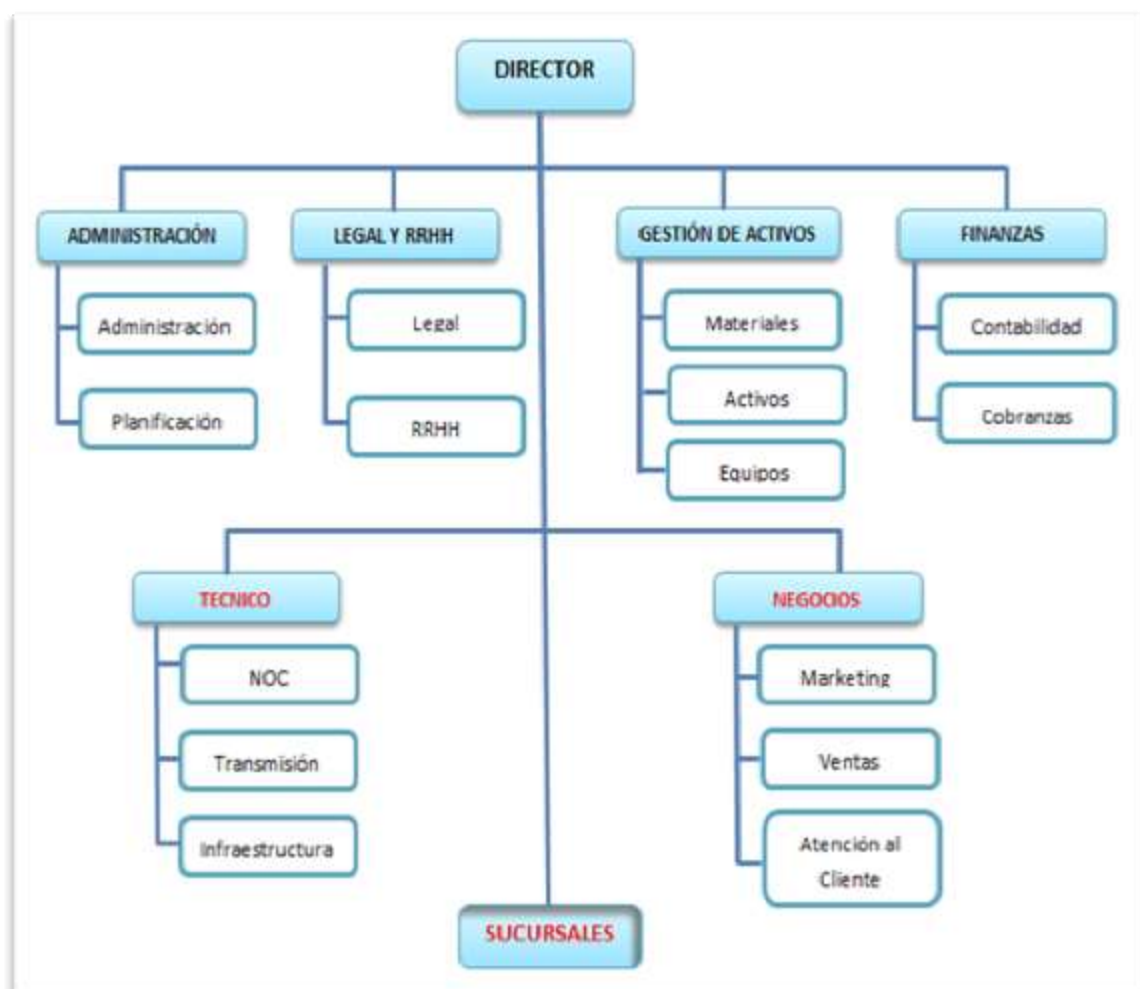 DIRECTOR
ADMINISTRACIÓN
LEGAL Y RRHH
GESTIÓN DE ACTIVOS
FINANZAS
Administración
Legal
Materiales
Contabilidad
Planificación
RRHH
Activos
Cobranzas
Equipos
TECNICO
NEGOCIOS
NOC
Marketing
Transmisión
Ventas
Infraestructura
Atención al
Cliente
SUCURSALES